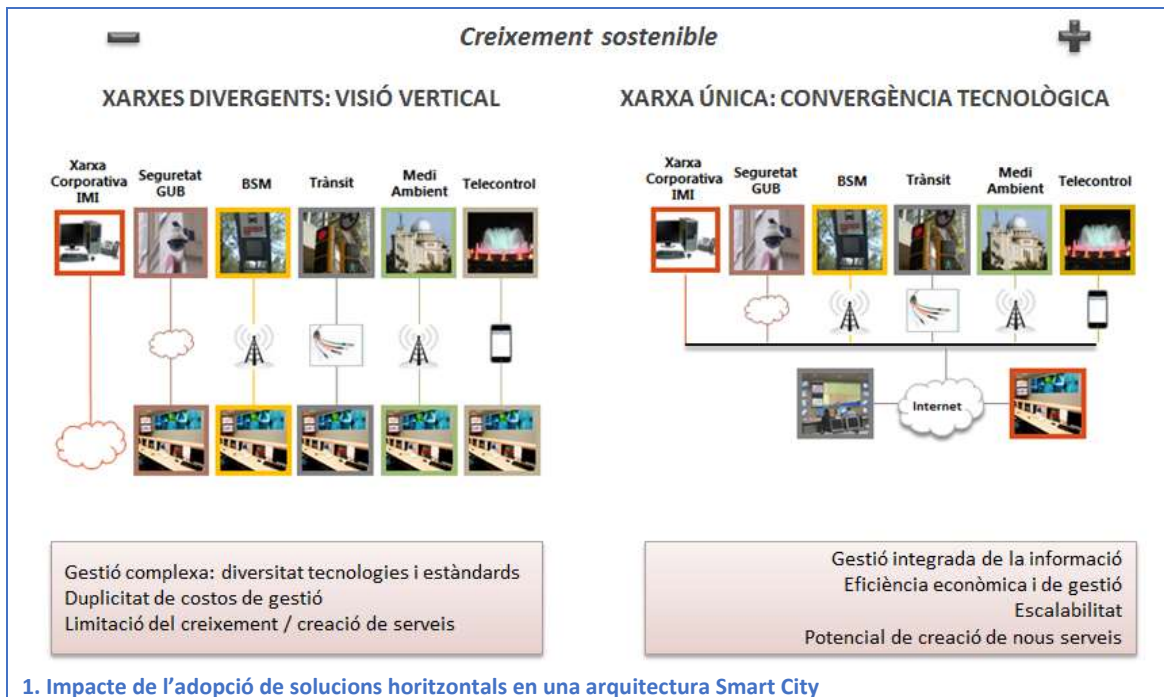 Creixement sostenible
XARXES DIVERGENTS: VISIÓ VERTICAL
Xarxa
Corporativa
IMI
Seguretat
GUB
BSM
Trànsit
Medi
Ambient
Telecontrol
Gestió complexa: diversitat tecnologies i estàndards
Duplicitat de costos de gestió
Limitació del creixement / creació de serveis
XARXA ÚNICA: CONVERGÈNCIA TECNOLÒGICA
Xarxa
Corporativa
IMI
Seguretat
GUB
BSM
Trànsit
Medi
Ambient
Telecontrol
Internet
Gestió integrada de la informació
Eficiència econòmica i de gestió
Escalabilitat
Potencial de creació de nous serveis
1. Impacte de l’adopció de solucions horitzontals en una arquitectura Smart City